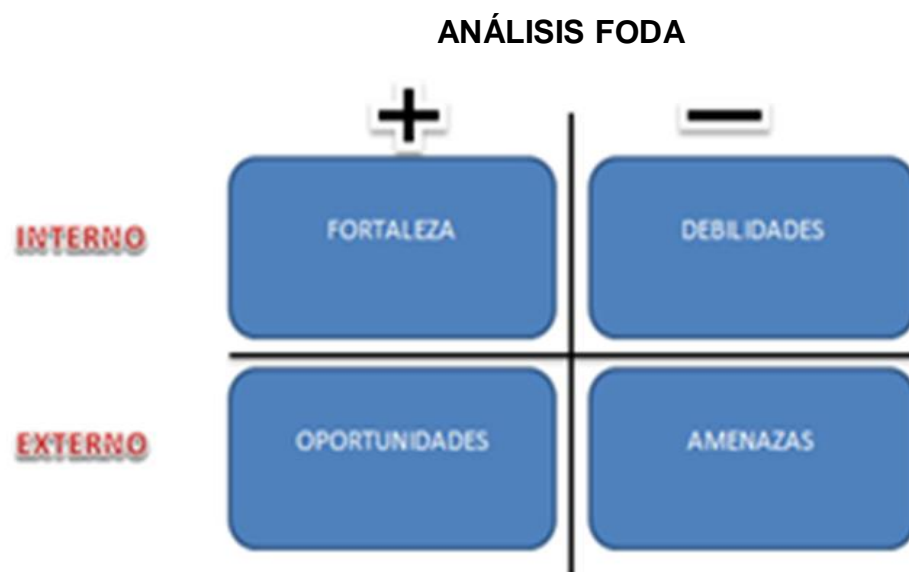 ANÁLISIS FODA
+ —
INTERNO FORTALEZA DEBILIDADES
EXTERNO OPORTUNIDADES AMENAZAS